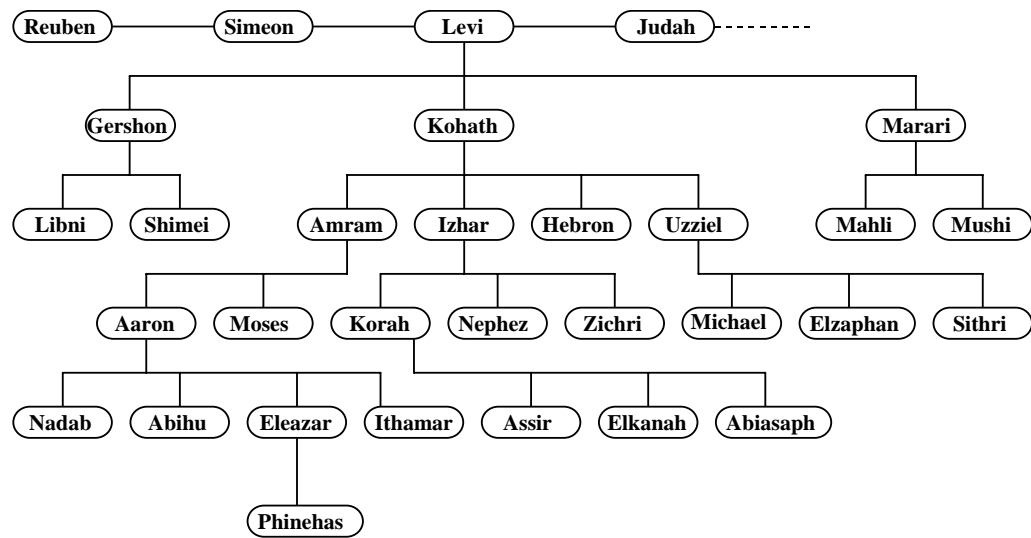 Reuben Simeon Levi Judah
Gershon Kohath Marari
Libni Shimei Amram Izhar Hebron Uzziel Mahli Mushi
Aaron Moses Korah Nephez Zichri Michael Elzaphan Sithri
Nadab Abihu Eleazar Ithamar Assir Elkanah Abiasaph
Phinehas